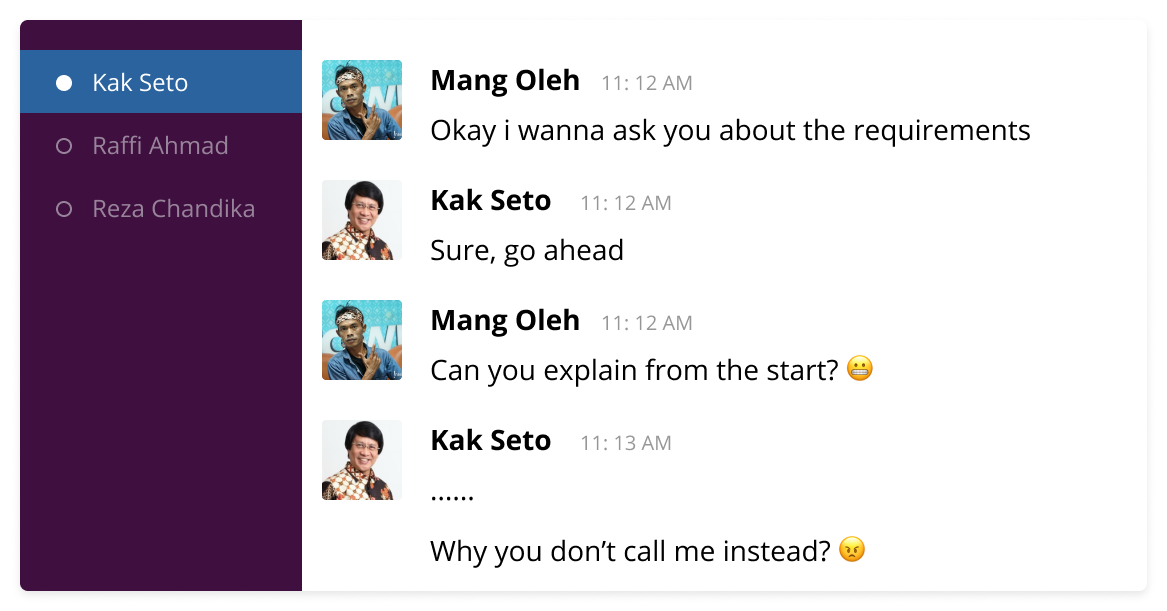 Kak Seto
Raffi Ahmad
Reza Chandika
Mang Oleh 11: 12 AM
Okay i wanna ask you about the requirements
Kak Seto 11: 12 AM
Sure, go ahead
Mang Oleh 11: 12 AM
Can you explain from the start? 😬
Kak Seto 11: 13 AM
......
Why you don’t call me instead? 😠